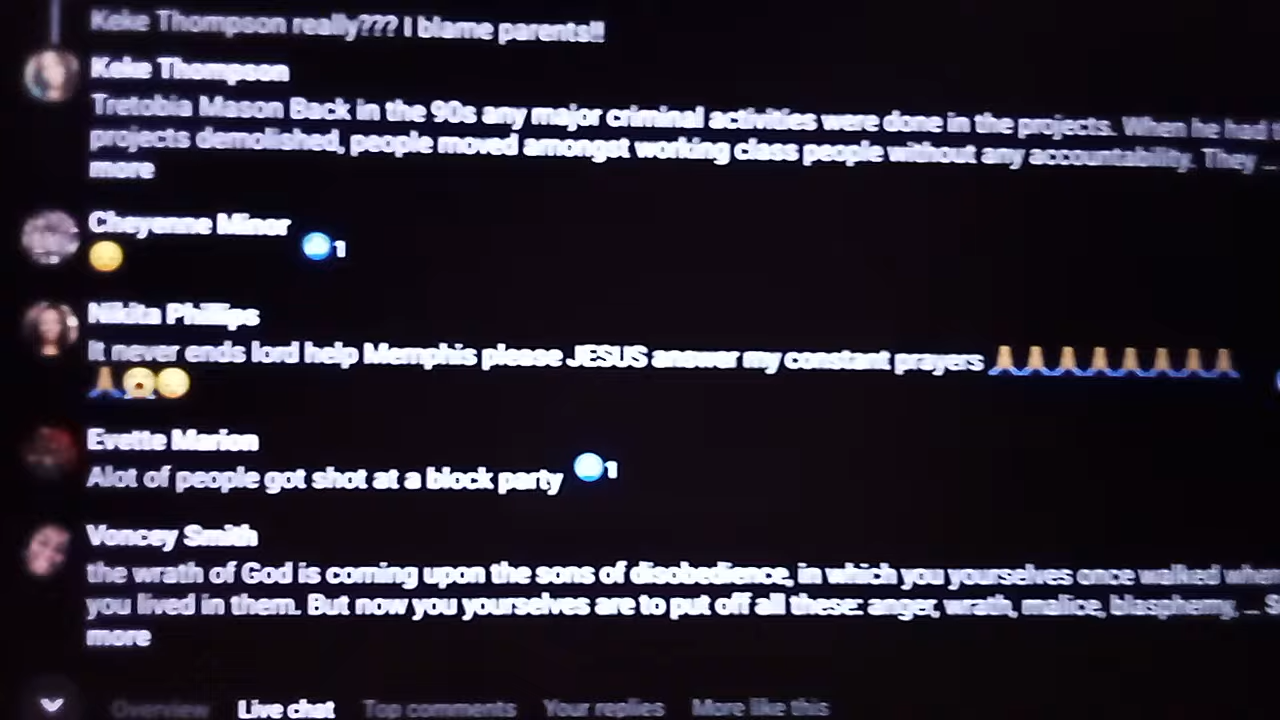 Keke Thompson really??? I blame parents!!
Keke Thompson
Tretobia Mason Back in the 90s any major criminal activities were done in the projects. When he had
projects demolished, people moved amongst working class people without any accountability. They ...
more
Cheyenne Minor
😔 👍1
Nikita Phillips
It never ends lord help Memphis please JESUS answer my constant prayers 🙏🙏🙏🙏🙏🙏🙏🙏
🙏😭😔
Evette Marion
Alot of people got shot at a block party 👍1
Voncey Smith
the wrath of God is coming upon the sons of disobedience, in which you yourselves once walked when
you lived in them. But now you yourselves are to put off all these: anger, wrath, malice, blasphemy, ... S
more
Overview Live chat Top comments Your replies More like this